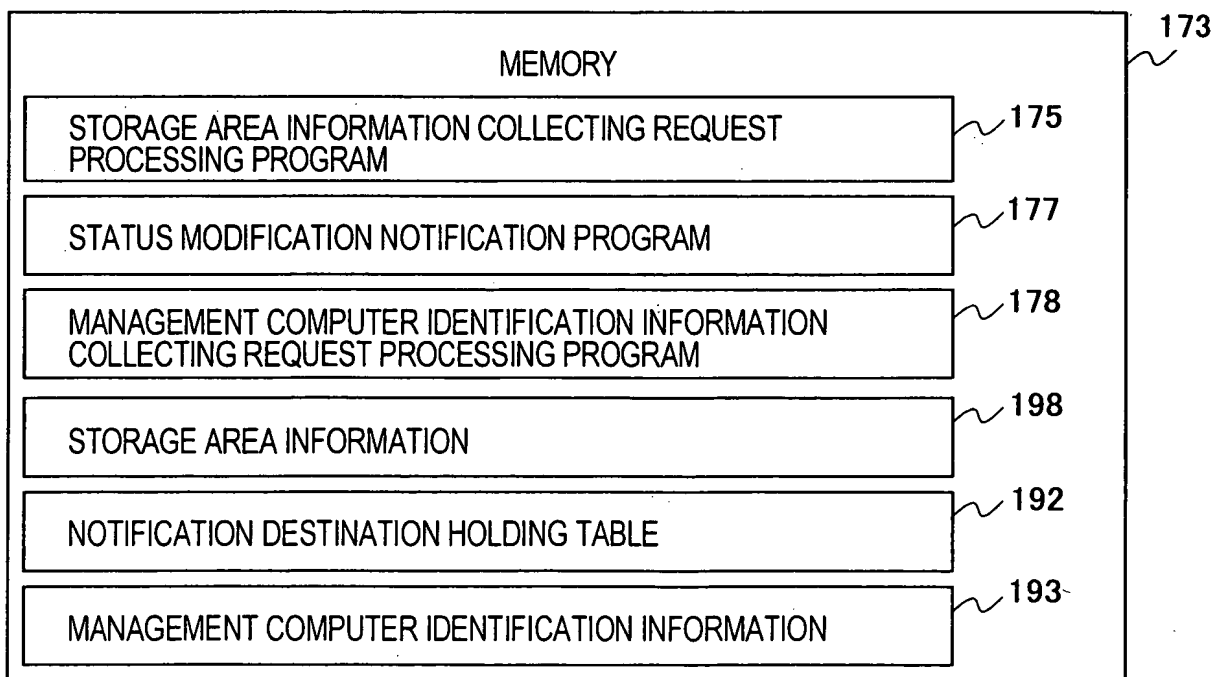 173
MEMORY
STORAGE AREA INFORMATION COLLECTING REQUEST
PROCESSING PROGRAM
175
STATUS MODIFICATION NOTIFICATION PROGRAM
177
MANAGEMENT COMPUTER IDENTIFICATION INFORMATION
COLLECTING REQUEST PROCESSING PROGRAM
178
STORAGE AREA INFORMATION
198
NOTIFICATION DESTINATION HOLDING TABLE
192
MANAGEMENT COMPUTER IDENTIFICATION INFORMATION
193